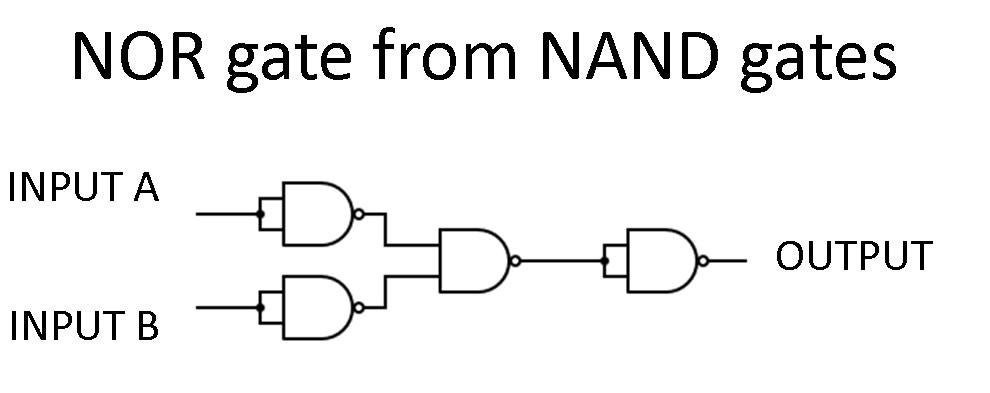 NOR gate from NAND gates
INPUT A
OUTPUT
INPUT B